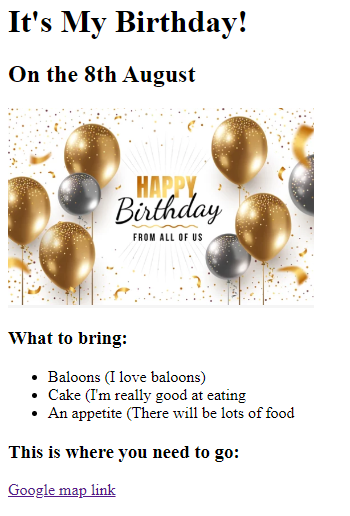 It's My Birthday!
On the 8th August
HAPPY
Birthday
FROM ALL OF US
What to bring:
Baloons (I love baloons)
Cake (I'm really good at eating
An appetite (There will be lots of food
This is where you need to go:
Google map link